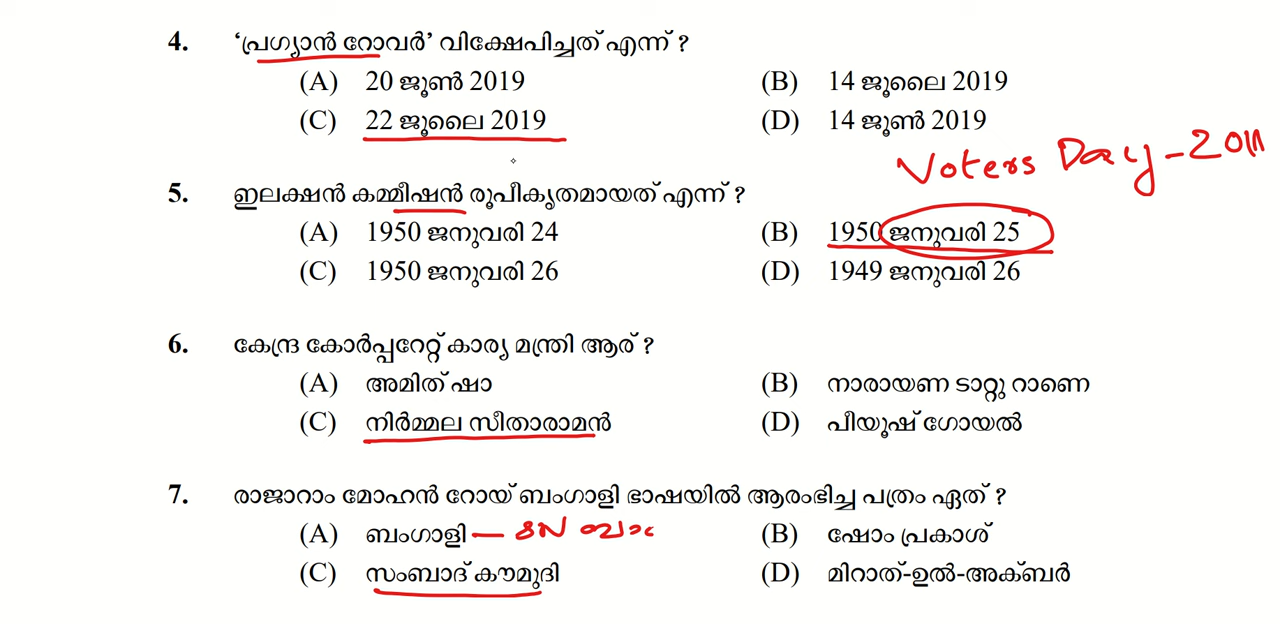 4. ‘പ്രഗ്യാൻ റോവർ’ വിക്ഷേപിച്ചത് എന്ന് ?
(A) 20 ജൂൺ 2019 (B) 14 ജൂലൈ 2019
(C) 22 ജൂലൈ 2019 (D) 14 ജൂൺ 2019
Voters Day - 2011
5. ഇലക്ഷൻ കമ്മീഷൻ രൂപീകൃതമായത് എന്ന് ?
(A) 1950 ജനുവരി 24 (B) 1950 ജനുവരി 25
(C) 1950 ജനുവരി 26 (D) 1949 ജനുവരി 26
6. കേന്ദ്ര കോർപ്പറേറ്റ് കാര്യ മന്ത്രി ആര് ?
(A) അമിത് ഷാ (B) നാരായണ ടാറ്റു റാണെ
(C) നിർമ്മല സീതാരാമൻ (D) പീയൂഷ് ഗോയൽ
7. രാജാറാം മോഹൻ റോയ് ബംഗാളി ഭാഷയിൽ ആരംഭിച്ച പത്രം ഏത് ?
(A) ബംഗാളി — SN (B) ഷോം പ്രകാശ്
(C) സംബാദ് കൗമുദി (D) മിറാത്-ഉൽ-അക്ബർ